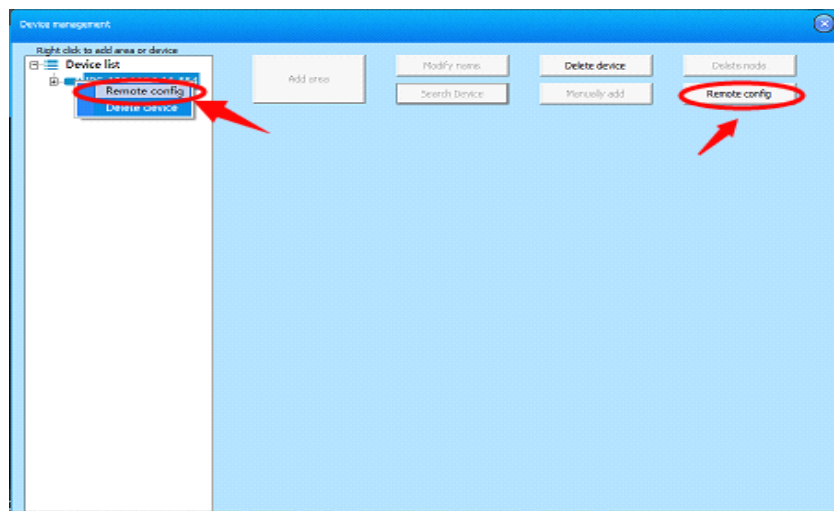 Device management
Right click to add area or device
Device list
Remote config
Delete device
Add area
Modify name
Delete device
Delete node
Search Device
Manually add
Remote config